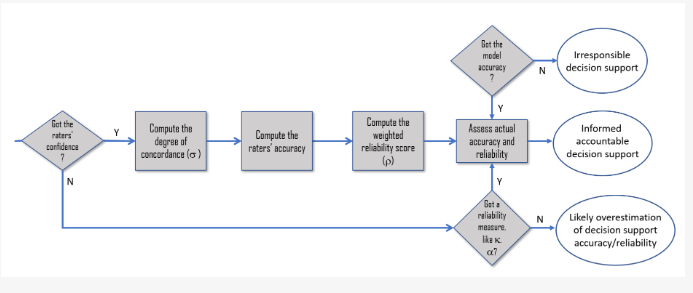 Got the
raters'
confidence
?
Y
N
Compute the
degree of
concordance (σ)
Compute the
raters' accuracy
Compute the
weighted
reliability score
(ρ)
Got the
model
accuracy
?
N
Y
Irresponsible
decision support
Assess actual
accuracy and
reliability
Informed
accountable
decision support
Y
Got a
reliability
measure,
like κ,
α?
N
Likely overestimation
of decision support
accuracy/reliability